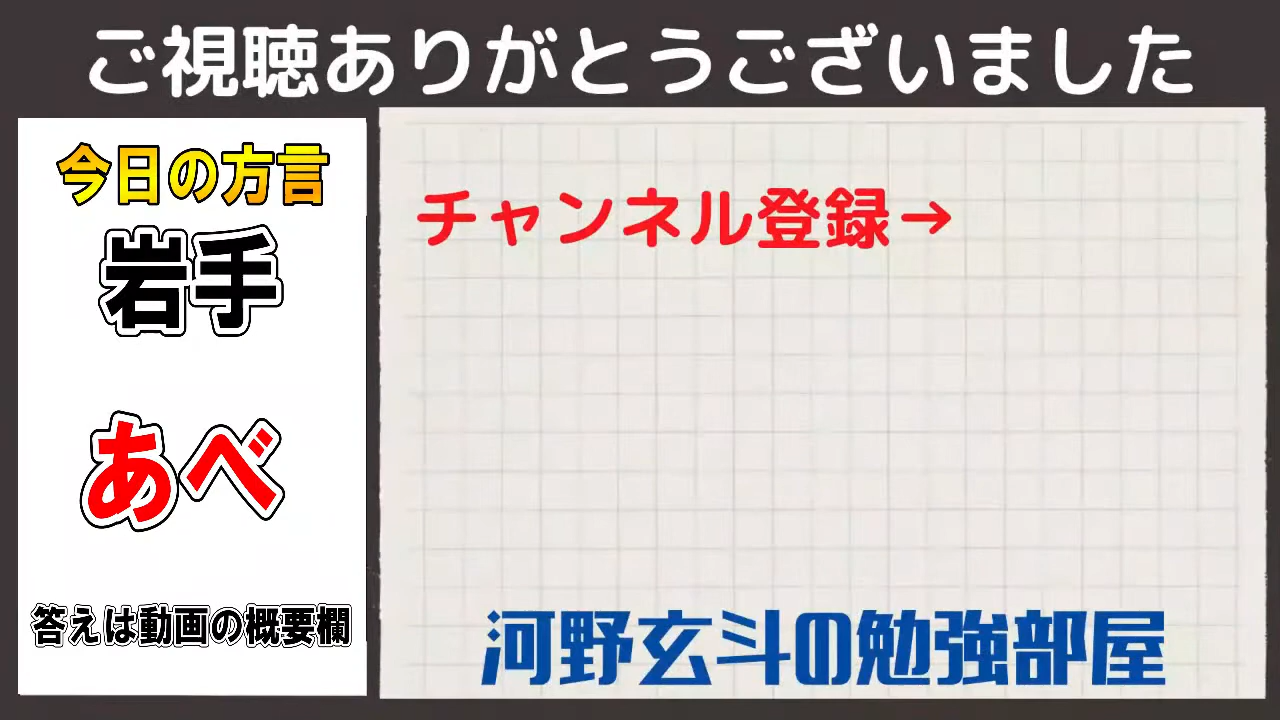 ご視聴ありがとうございました
今日の方言
岩手
あべ
答えは動画の概要欄
チャンネル登録→
河野玄斗の勉強部屋